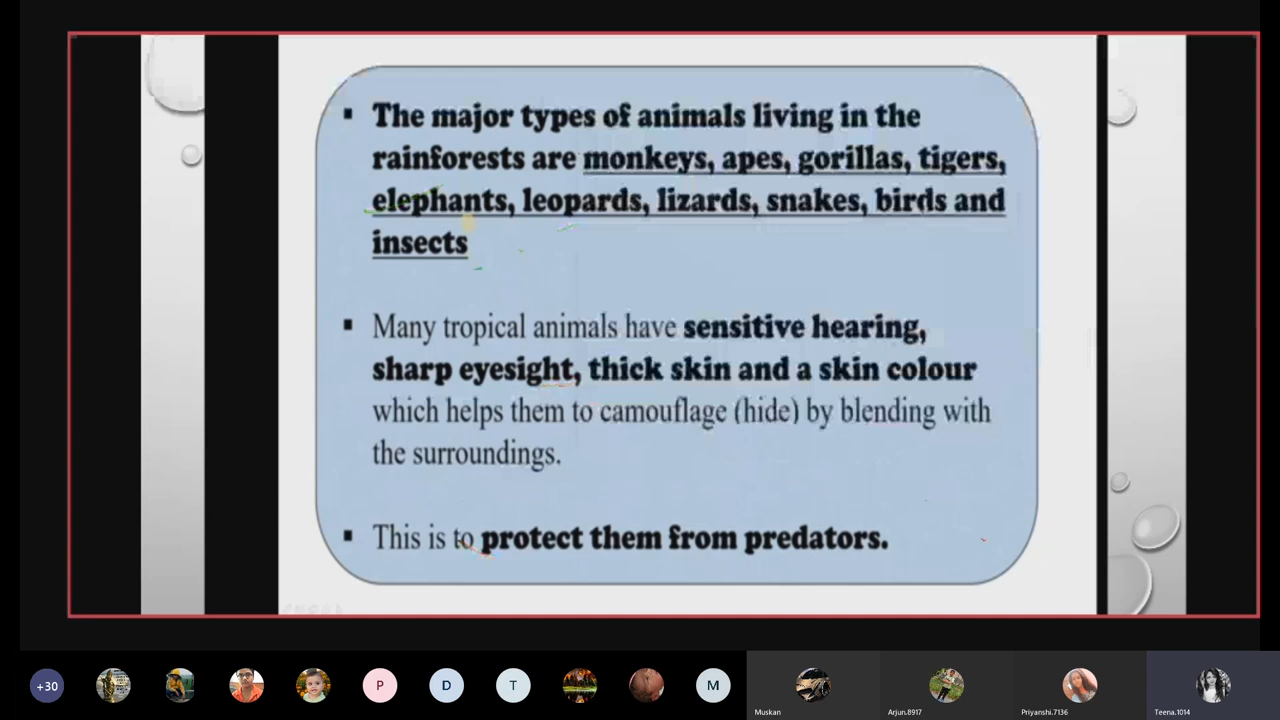 ▪ The major types of animals living in the
rainforests are monkeys, apes, gorillas, tigers,
elephants, leopards, lizards, snakes, birds and
insects
▪ Many tropical animals have sensitive hearing,
sharp eyesight, thick skin and a skin colour
which helps them to camouflage (hide) by blending with
the surroundings.
▪ This is to protect them from predators.
+30
P
D
T
M
Muskan
Arjun.8917
Priyanshi.7136
Teena.1014